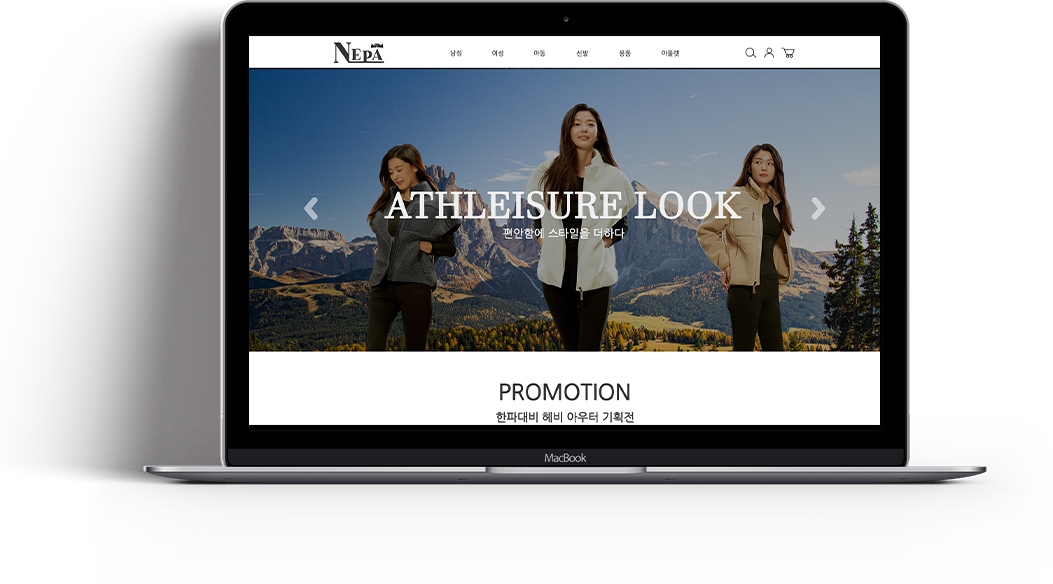 NEPA
남성 여성 아동 신발 용품 아울렛
ATHLEISURE LOOK
편안함에 스타일을 더하다
PROMOTION
한파대비 헤비 아우터 기획전
MacBook